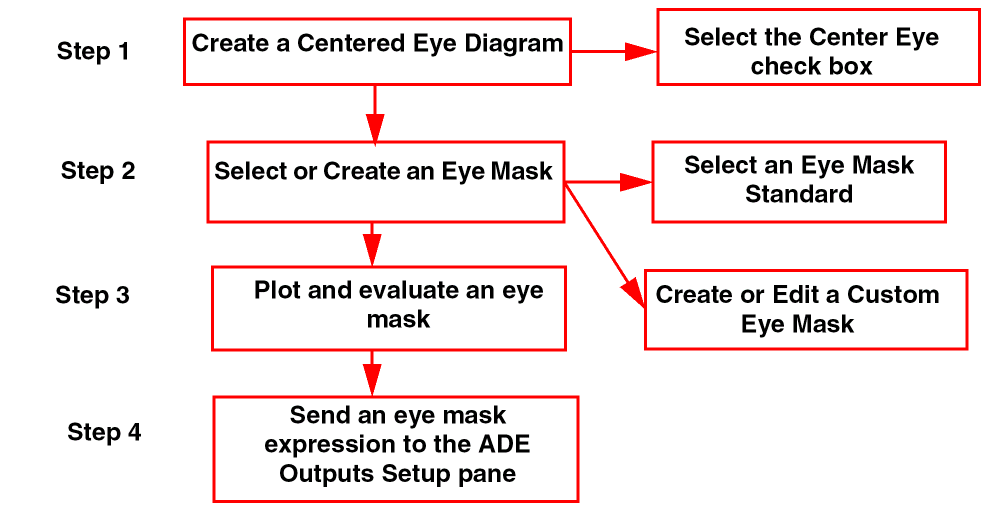 Step 1
Create a Centered Eye Diagram
Select the Center Eye
check box
Step 2
Select or Create an Eye Mask
Select an Eye Mask
Standard
Step 3
Plot and evaluate an eye
mask
Create or Edit a Custom
Eye Mask
Step 4
Send an eye mask
expression to the ADE
Outputs Setup pane